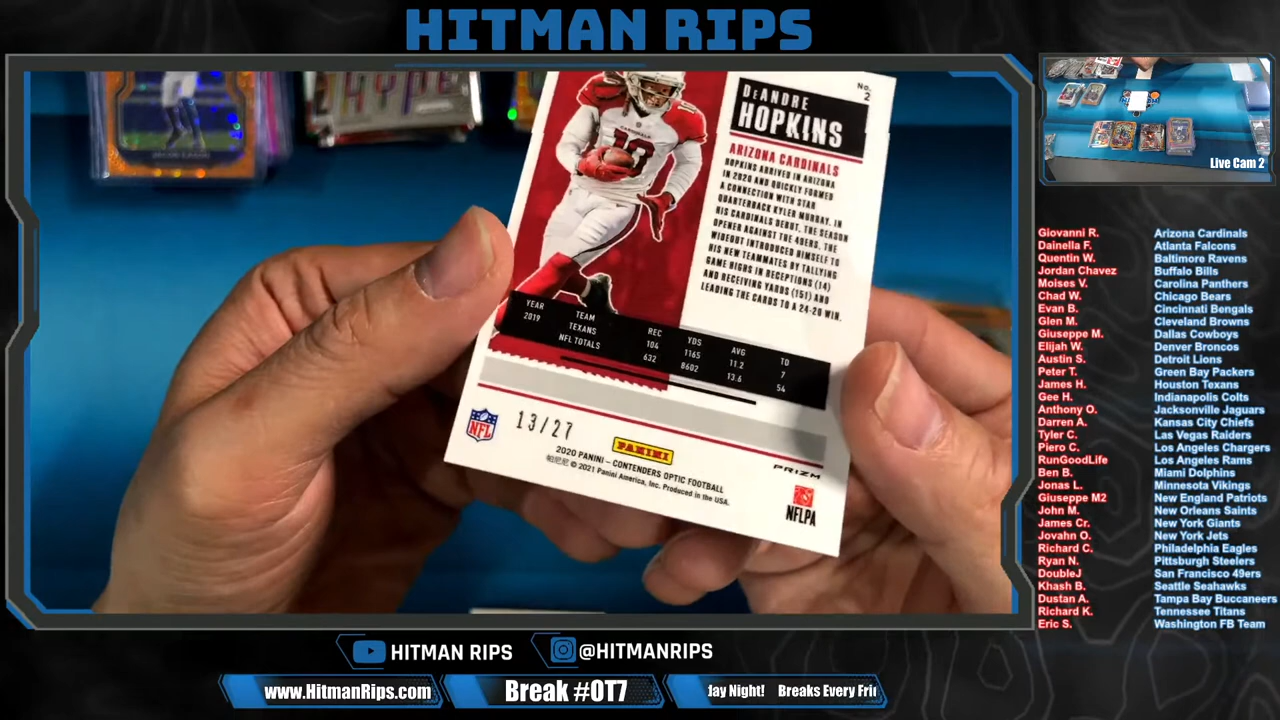 HITMAN RIPS
HYPE
No.
2
DEANDRE
HOPKINS
ARIZONA CARDINALS
HOPKINS ARRIVED IN ARIZONA
IN 2020 AND QUICKLY FORMED
A CONNECTION WITH STAR
QUARTERBACK KYLER MURRAY. IN
HIS CARDINALS DEBUT, THE SEASON
OPENER AGAINST THE 49ERS, THE
WIDEOUT INTRODUCED HIMSELF TO
HIS NEW TEAMMATES BY TALLYING
GAME HIGHS IN RECEPTIONS (14)
AND RECEIVING YARDS (151) AND
LEADING THE CARDS TO A 24-20 WIN.
CARDINALS
10
YEAR TEAM REC YDS AVG TD
2019 TEXANS 104 1165 11.2 7
NFL TOTALS 632 8602 13.6 54
NFL
13/27
PANINI
PRIZM
2020 PANINI – CONTENDERS OPTIC FOOTBALL
© 2021 Panini America, Inc. Produced in the USA.
NFLPA
Live Cam 2
Giovanni R. Arizona Cardinals
Dainella F. Atlanta Falcons
Quentin W. Baltimore Ravens
Jordan Chavez Buffalo Bills
Moises V. Carolina Panthers
Chad W. Chicago Bears
Evan B. Cincinnati Bengals
Glen M. Cleveland Browns
Giuseppe M. Dallas Cowboys
Elijah W. Denver Broncos
Austin S. Detroit Lions
Peter T. Green Bay Packers
James H. Houston Texans
Gee H. Indianapolis Colts
Anthony O. Jacksonville Jaguars
Darren A. Kansas City Chiefs
Tyler C. Las Vegas Raiders
Piero C. Los Angeles Chargers
RunGoodLife Los Angeles Rams
Ben B. Miami Dolphins
Jonas L. Minnesota Vikings
Giuseppe M2 New England Patriots
John M. New Orleans Saints
James Cr. New York Giants
Jovahn O. New York Jets
Richard C. Philadelphia Eagles
Ryan N. Pittsburgh Steelers
DoubleJ San Francisco 49ers
Khash B. Seattle Seahawks
Dustan A. Tampa Bay Buccaneers
Richard K. Tennessee Titans
Eric S. Washington FB Team
HITMAN RIPS @HITMANRIPS
www.HitmanRips.com Break #OT7 Jay Night! Breaks Every Fri